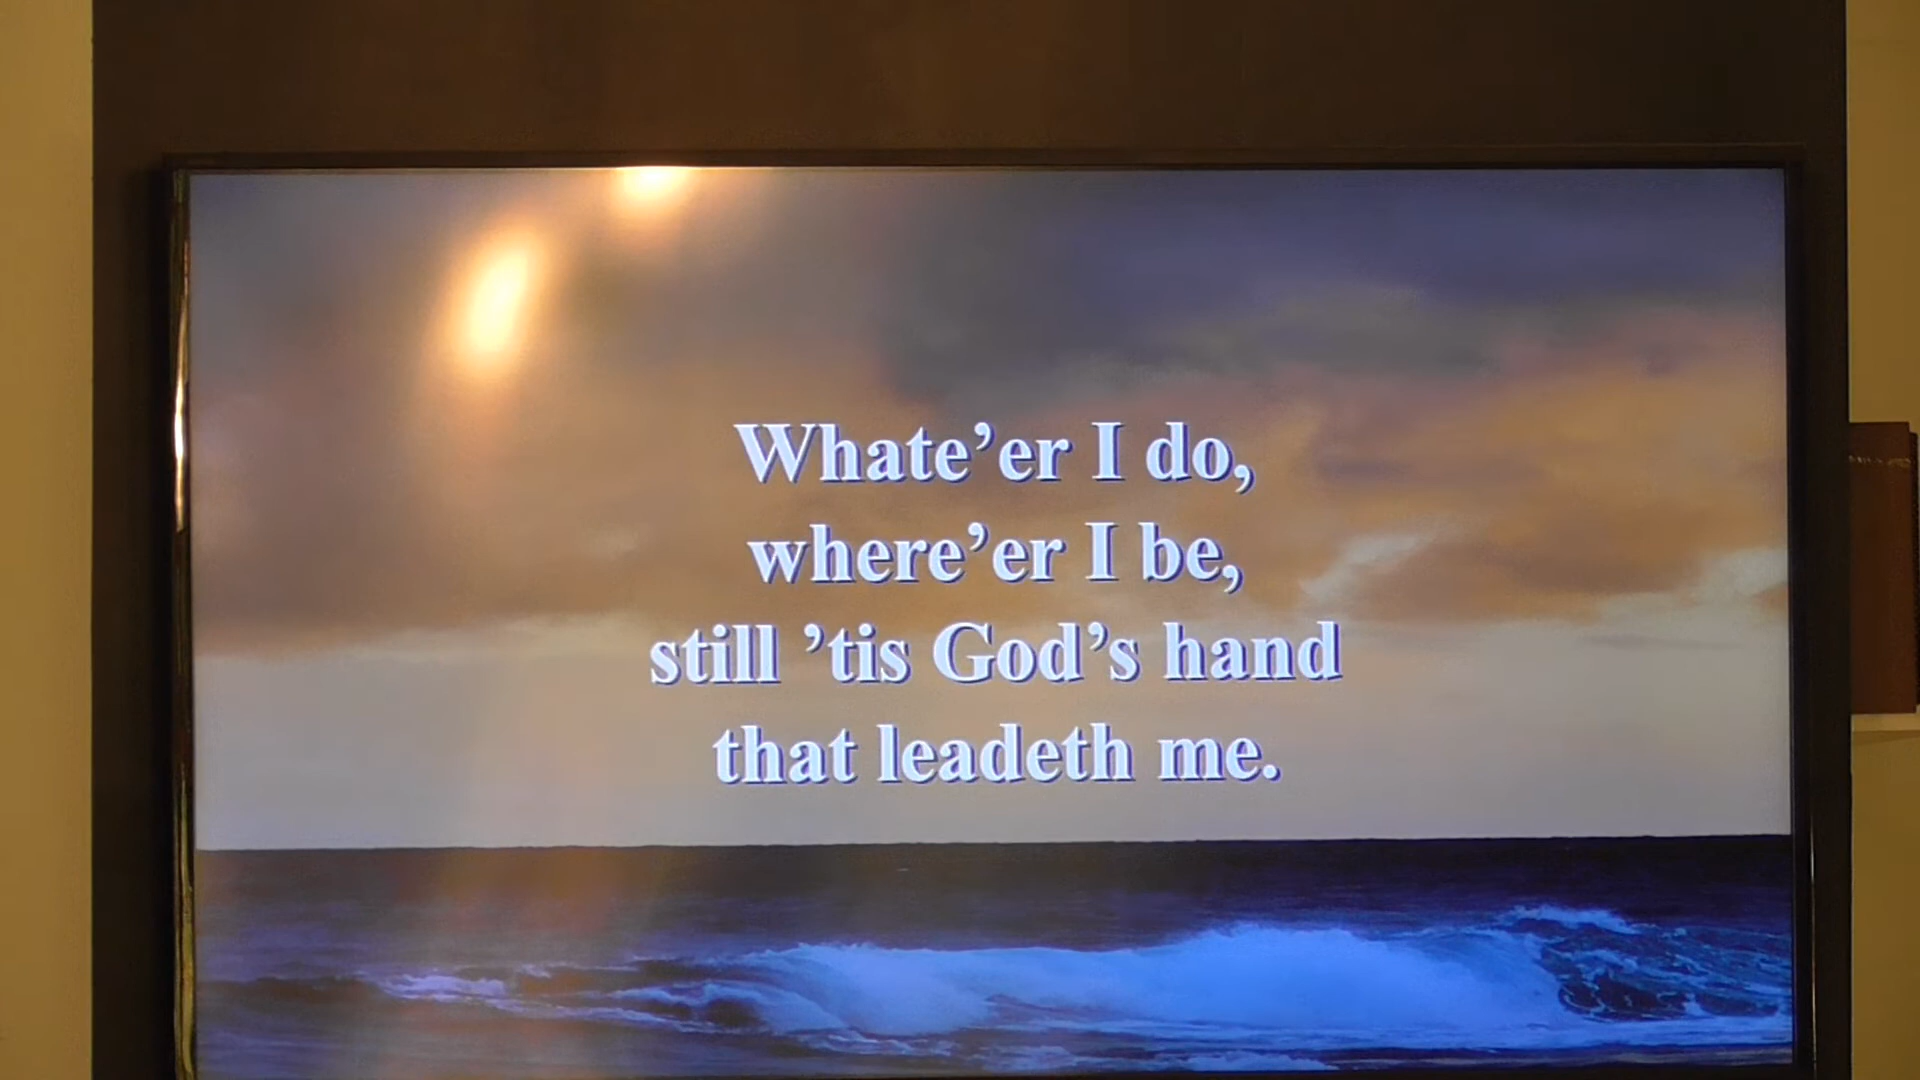 Whate’er I do,
where’er I be,
still ’tis God’s hand
that leadeth me.